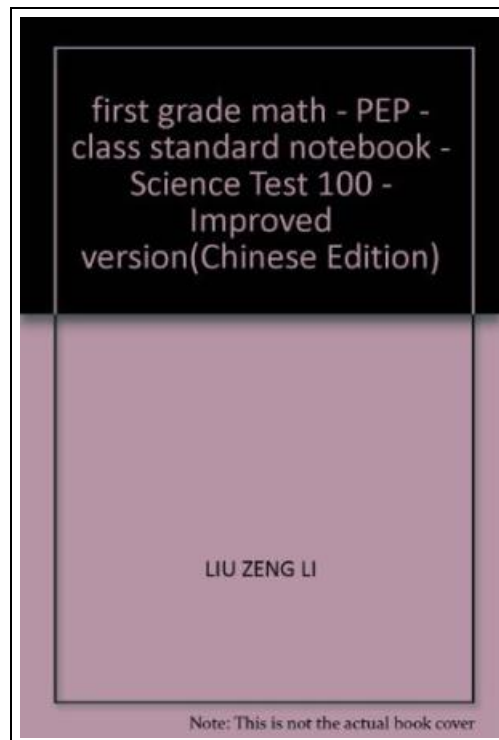 first grade math - PEP -
class standard notebook -
Science Test 100 -
Improved
version(Chinese Edition)
LIU ZENG LI
Note: This is not the actual book cover